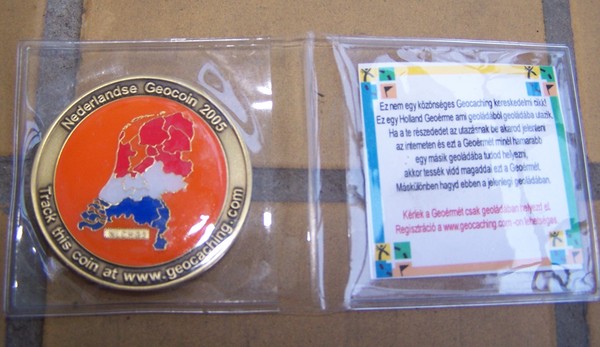 Nederlandse Geocoin 2005
Track this coin at www.geocaching.com
Ez nem egy közönséges Geocaching kereskedelmi cikk!
Ez egy Holland Geoérme ami geoládából geoládába utazik.
Ha a te részededet az utazának be akarod jelenteni
az interneten és ezt a Geoérmét minél hamarabb
egy másik geoládába tudod helyezni,
akkor tessék vidd magaddal ezt a Geoérmét,
Máskülönben hagyd ebben a jelenlegi geoládában.
Kérlek a Geoérmét csak geoládában helyezd el.
Regisztráció a www.geocaching.com -on lehetséges.